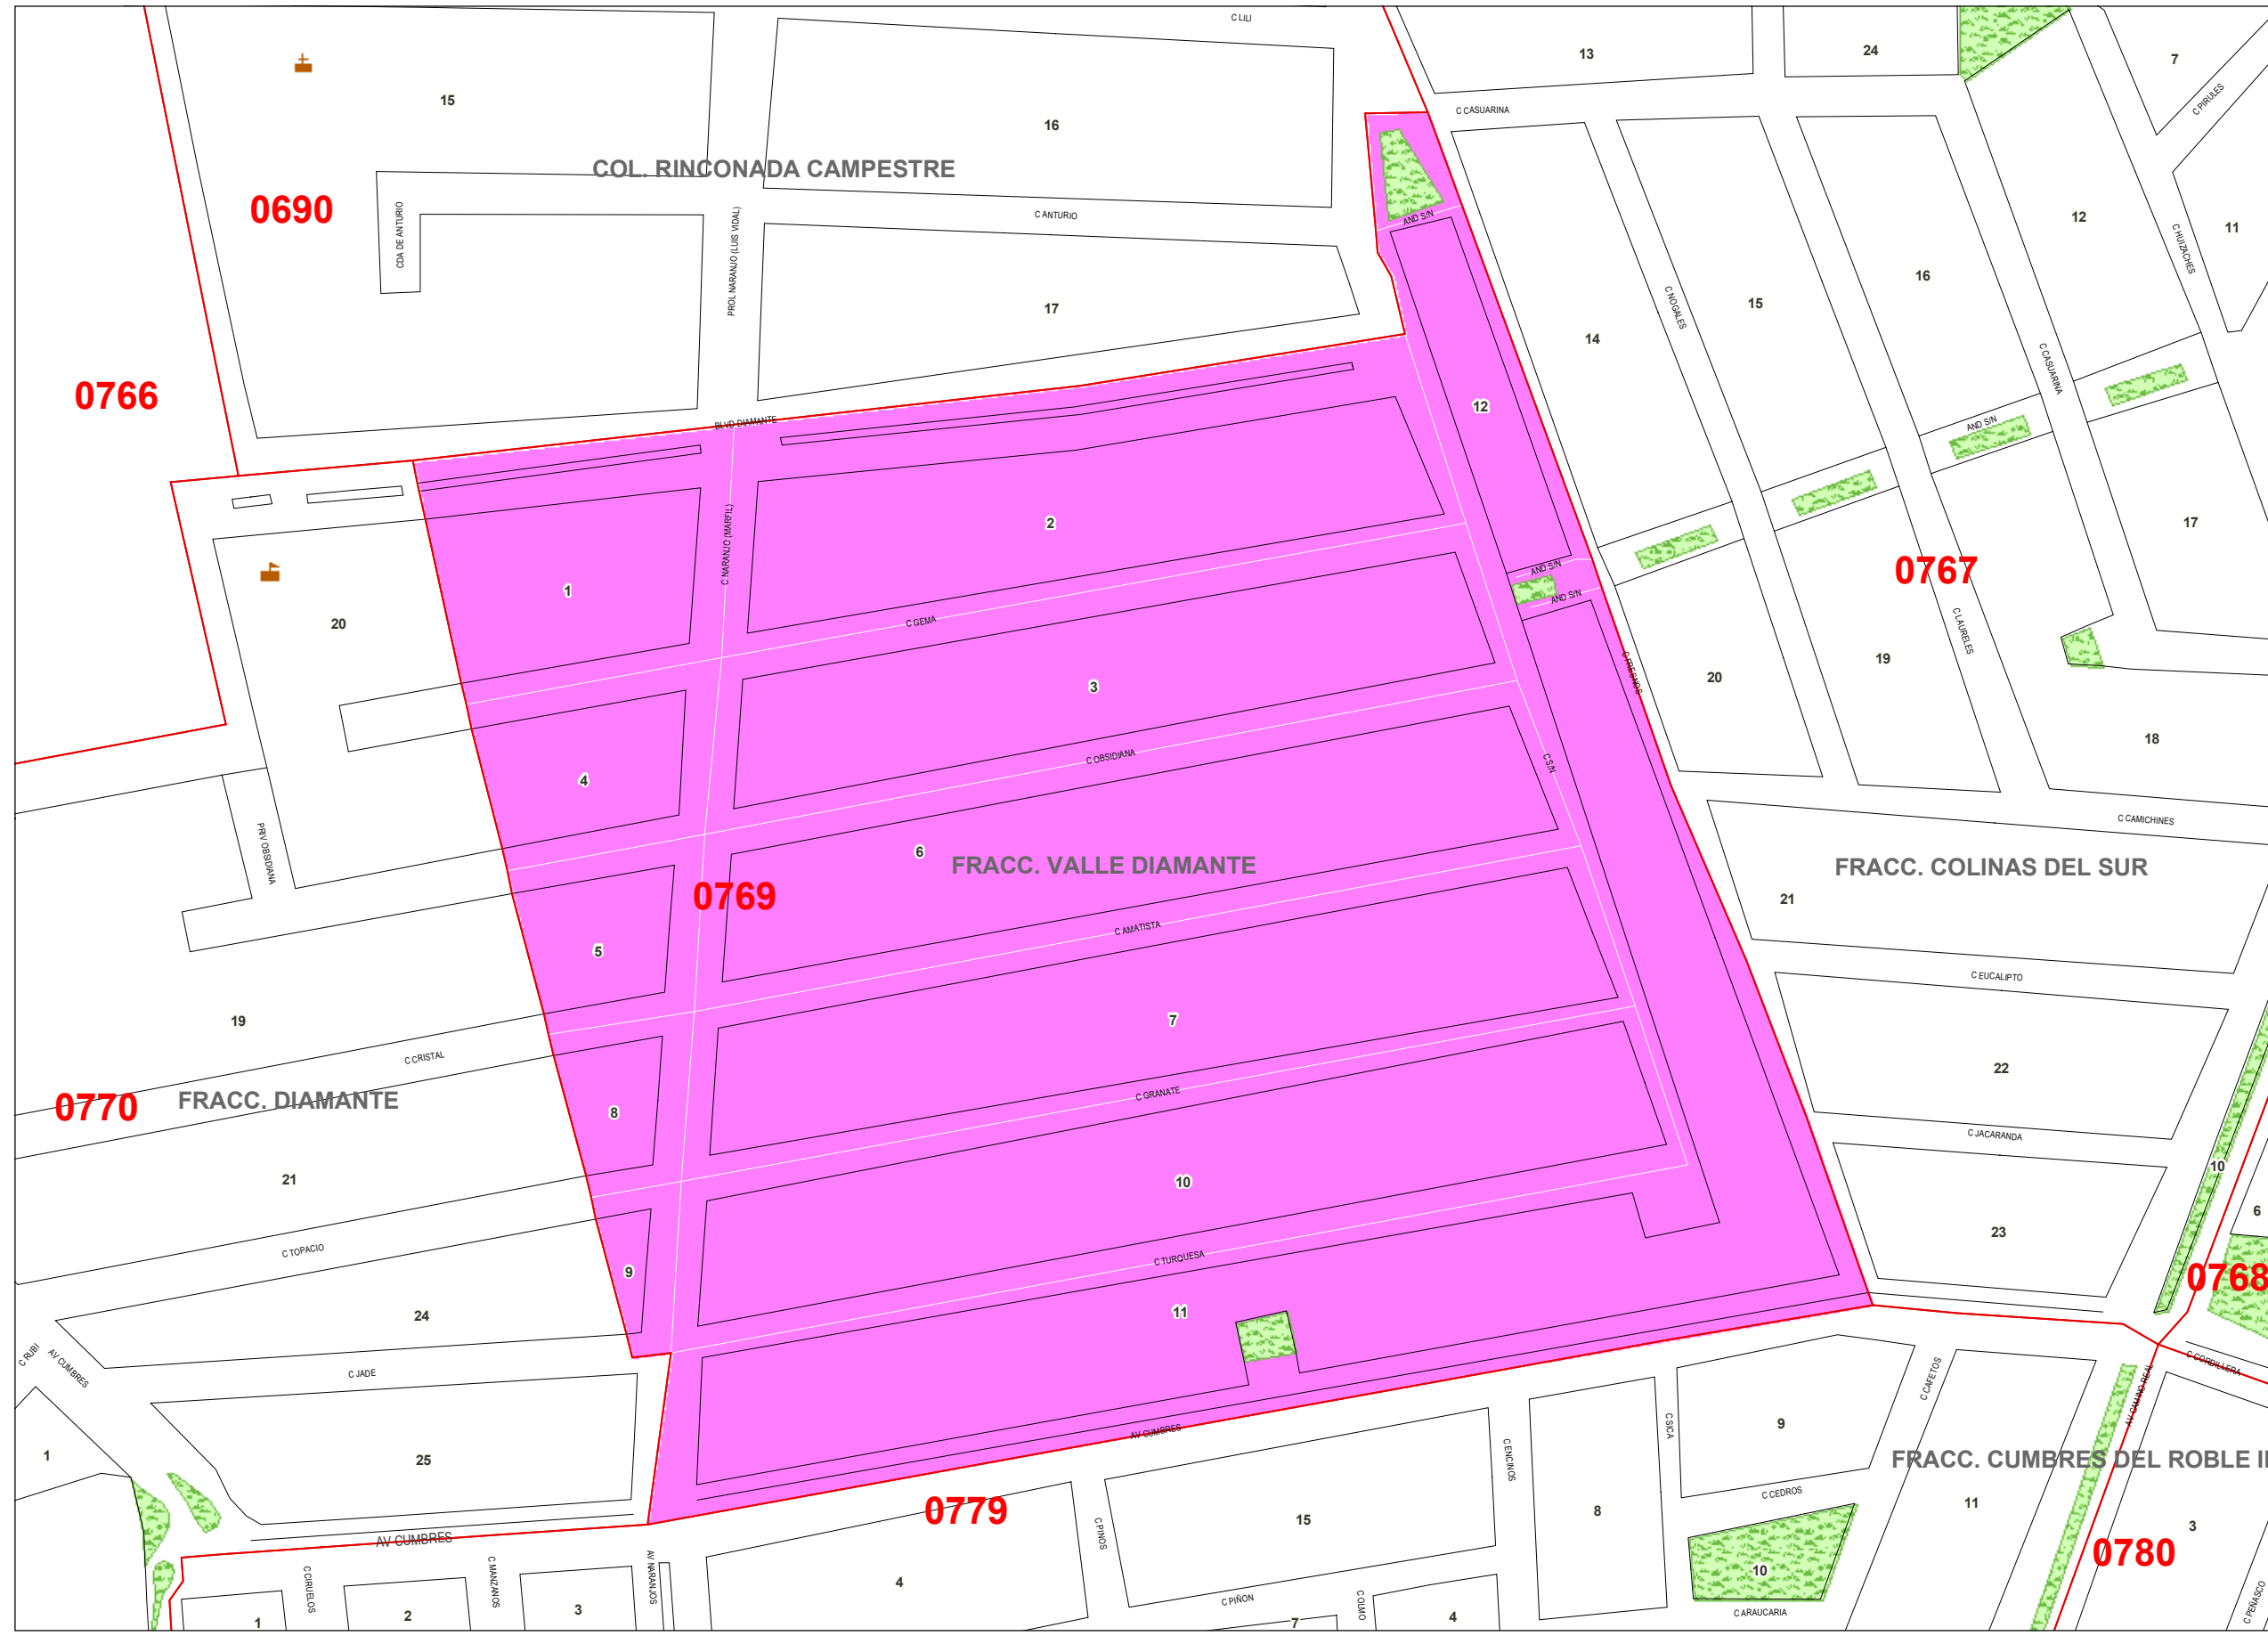 C LILI
13
24
7
15
16
C CASUARINA
C PIRULES
COL. RINCONADA CAMPESTRE
0690
CDA DE ANTURIO
PROL NARANJO (LUIS VIDAL)
C ANTURIO
AND S/N
12
11
C HUIZACHES
16
15
C NOGALES
17
14
C CASUARINA
0766
12
BLVD DIAMANTE
AND S/N
2
17
C NARANJO (MARFIL)
AND S/N
0767
1
AND S/N
20
C GEMA
C LAURELES
C FRESNOS
19
20
3
18
C OBSIDIANA
C S/N
4
C CAMICHINES
PRIV OBSIDIANA
6
FRACC. VALLE DIAMANTE
FRACC. COLINAS DEL SUR
0769
21
C AMATISTA
5
C EUCALIPTO
19
7
C CRISTAL
22
C GRANATE
0770
FRACC. DIAMANTE
8
C JACARANDA
10
21
10
6
23
C TOPACIO
C TURQUESA
9
0768
24
11
C RUBI
AV CUMBRES
C JADE
C CORDILLERA
C CAFETOS
AV CAMINO REAL
C SICA
9
AV CUMBRES
1
25
C ENCINOS
FRACC. CUMBRES DEL ROBLE II
C CEDROS
0779
8
11
15
3
C PINOS
AV CUMBRES
0780
10
4
C CIRUELOS
C MANZANOS
AV NARANJOS
C PIÑON
C OLMO
C ARAUCARIA
C PEÑASCO
1
2
3
7
4